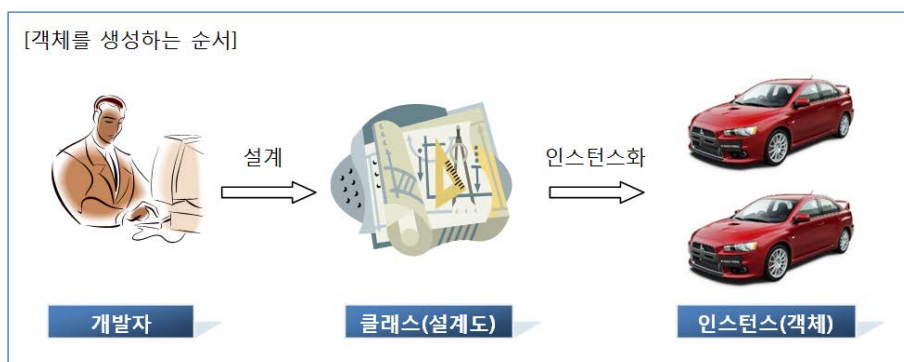 [객체를 생성하는 순서]
설계
인스턴스화
개발자
클래스(설계도)
인스턴스(객체)